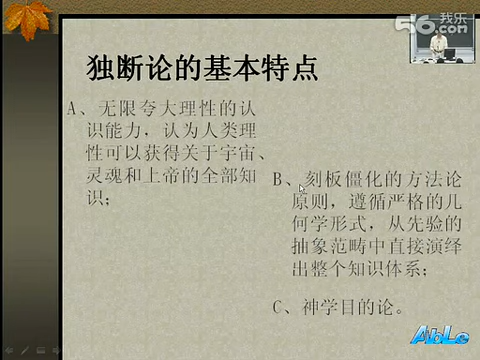 我乐
56.com
独断论的基本特点
A、无限夸大理性的认
识能力，认为人类理
性可以获得关于宇宙、
灵魂和上帝的全部知
识；
B、刻板僵化的方法论
原则，遵循严格的几
何学形式，从先验的
抽象范畴中直接演绎
出整个知识体系；
C、神学目的论。
AbLe